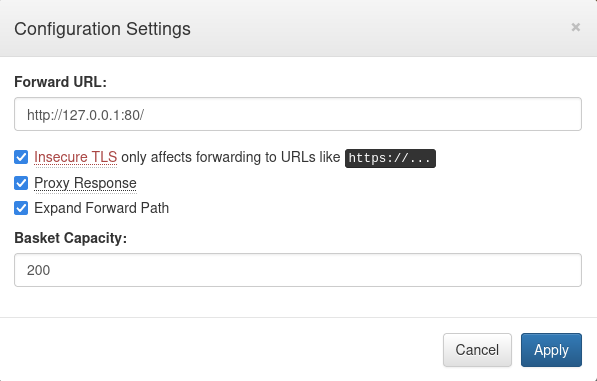 Configuration Settings ×
Forward URL:
http://127.0.0.1:80/
Insecure TLS only affects forwarding to URLs like https://...
Proxy Response
Expand Forward Path
Basket Capacity:
200
Cancel Apply